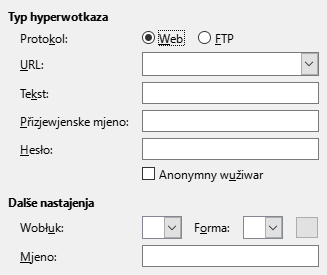 Typ hyperwotkaza
Protokol: Web FTP
URL:
Tekst:
Přizjewjenske mjeno:
Hesło:
Anonymny wužiwar
Dalše nastajenja
Wobłuk: Forma:
Mjeno: